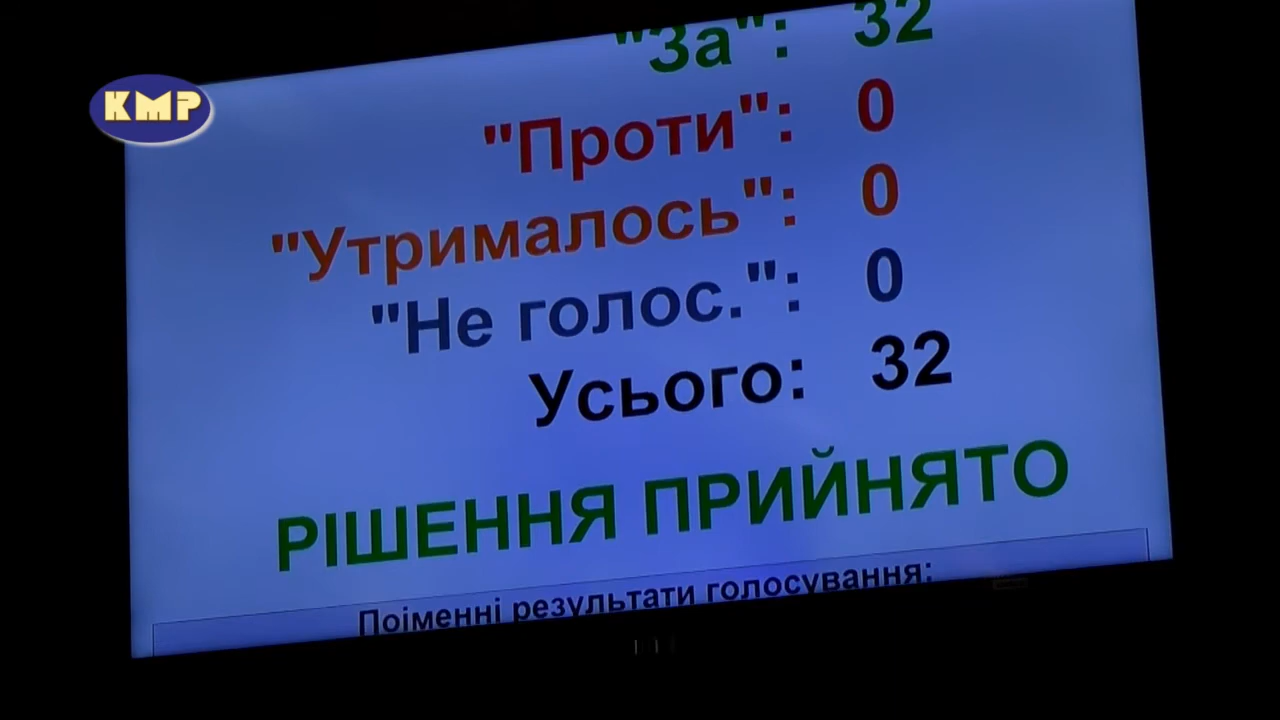 КМР
"За": 32
"Проти": 0
"Утрималось": 0
"Не голос.": 0
Усього: 32
РІШЕННЯ ПРИЙНЯТО
Поіменні результати голосування: